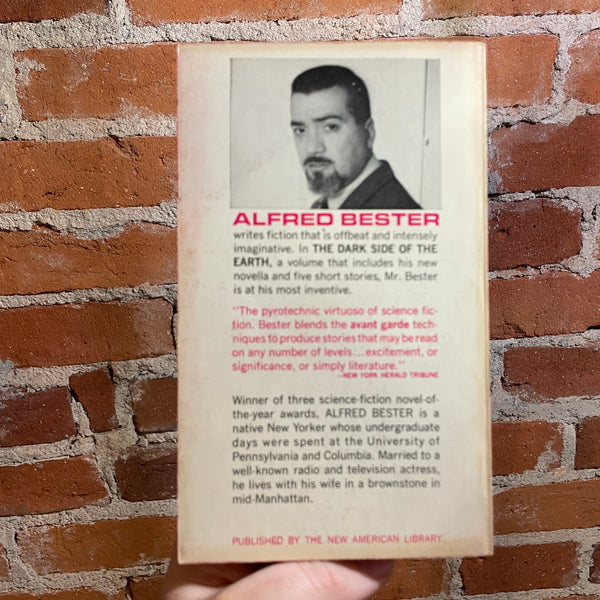 ALFRED BESTER
writes fiction that is offbeat and intensely
imaginative. In THE DARK SIDE OF THE
EARTH, a volume that includes his new
novella and five short stories, Mr. Bester
is at his most inventive.
"The pyrotechnic virtuoso of science fic-
tion. Bester blends the avant garde tech-
niques to produce stories that may be read
on any number of levels...excitement, or
significance, or simply literature."
—NEW YORK HERALD TRIBUNE
Winner of three science-fiction novel-of-
the-year awards, ALFRED BESTER is a
native New Yorker whose undergraduate
days were spent at the University of
Pennsylvania and Columbia. Married to a
well-known radio and television actress,
he lives with his wife in a brownstone in
mid-Manhattan.
PUBLISHED BY THE NEW AMERICAN LIBRARY